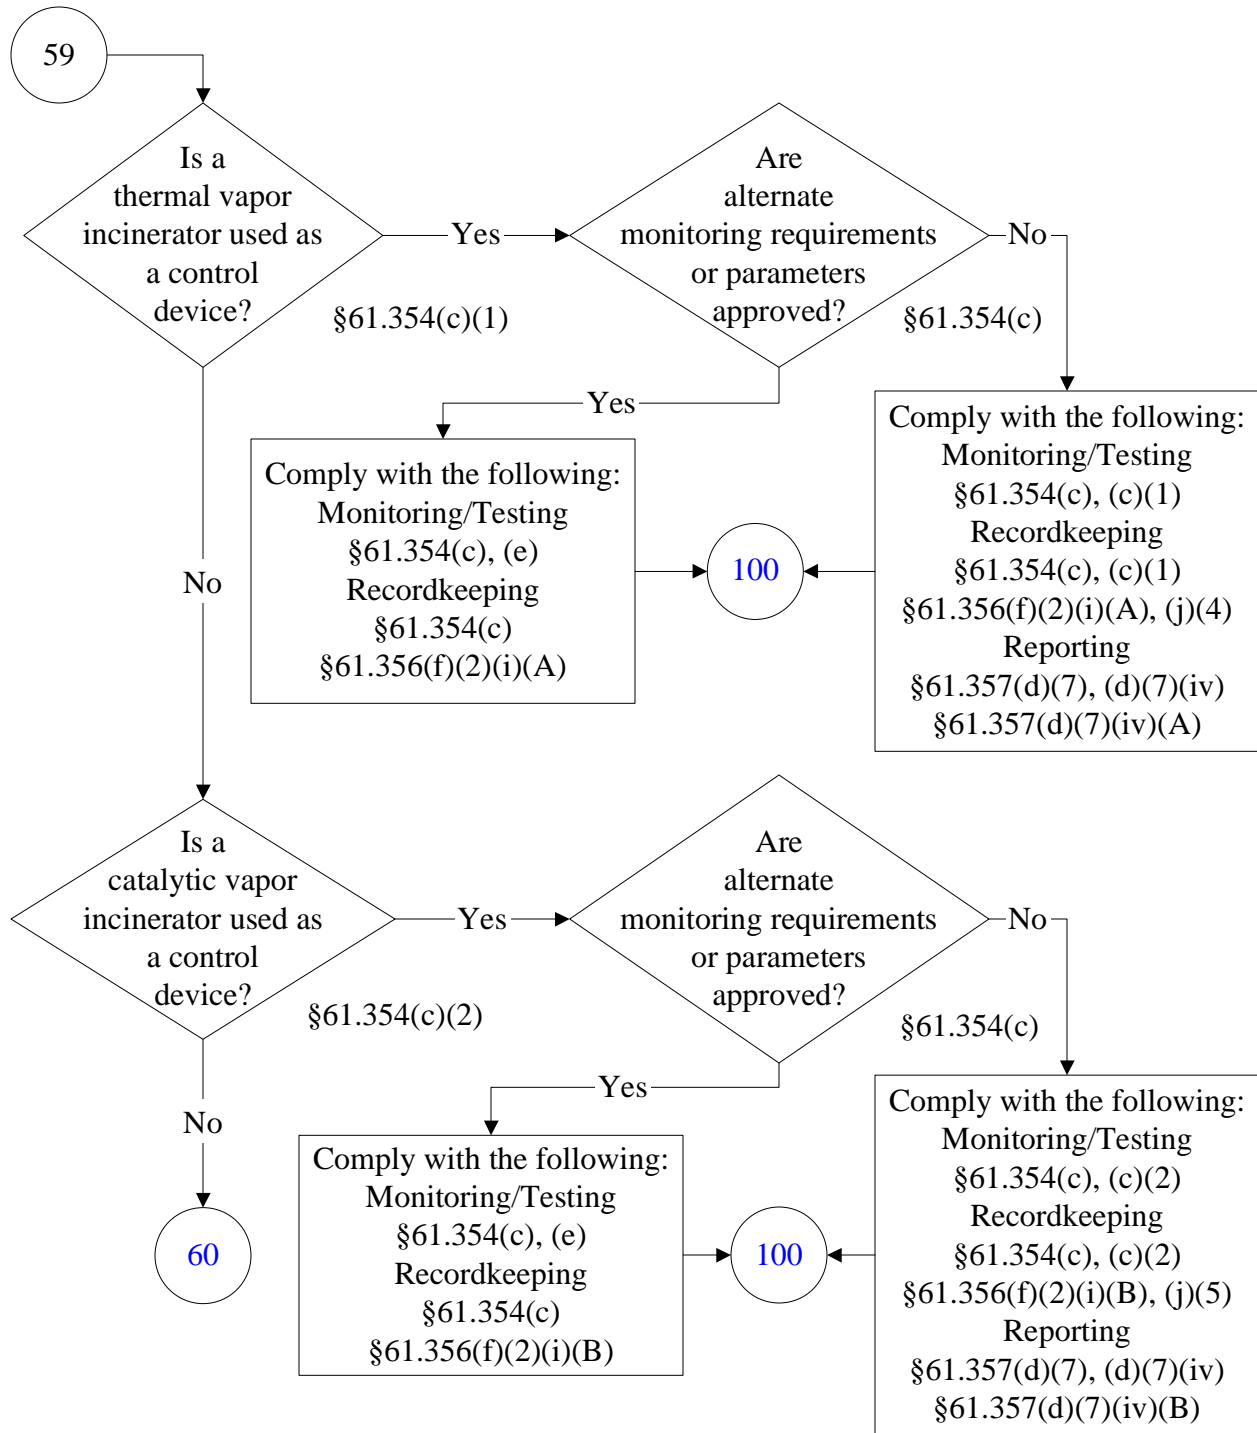 59
Is a
thermal vapor
incinerator used as
a control
device?
Yes
§61.354(c)(1)
Are
alternate
monitoring requirements
or parameters
approved?
No
§61.354(c)
Yes
Comply with the following:
Monitoring/Testing
§61.354(c), (e)
Recordkeeping
§61.354(c)
§61.356(f)(2)(i)(A)
100
Comply with the following:
Monitoring/Testing
§61.354(c), (c)(1)
Recordkeeping
§61.354(c), (c)(1)
§61.356(f)(2)(i)(A), (j)(4)
Reporting
§61.357(d)(7), (d)(7)(iv)
§61.357(d)(7)(iv)(A)
No
Is a
catalytic vapor
incinerator used as
a control
device?
Yes
§61.354(c)(2)
Are
alternate
monitoring requirements
or parameters
approved?
No
§61.354(c)
Yes
No
60
Comply with the following:
Monitoring/Testing
§61.354(c), (e)
Recordkeeping
§61.354(c)
§61.356(f)(2)(i)(B)
100
Comply with the following:
Monitoring/Testing
§61.354(c), (c)(2)
Recordkeeping
§61.354(c), (c)(2)
§61.356(f)(2)(i)(B), (j)(5)
Reporting
§61.357(d)(7), (d)(7)(iv)
§61.357(d)(7)(iv)(B)